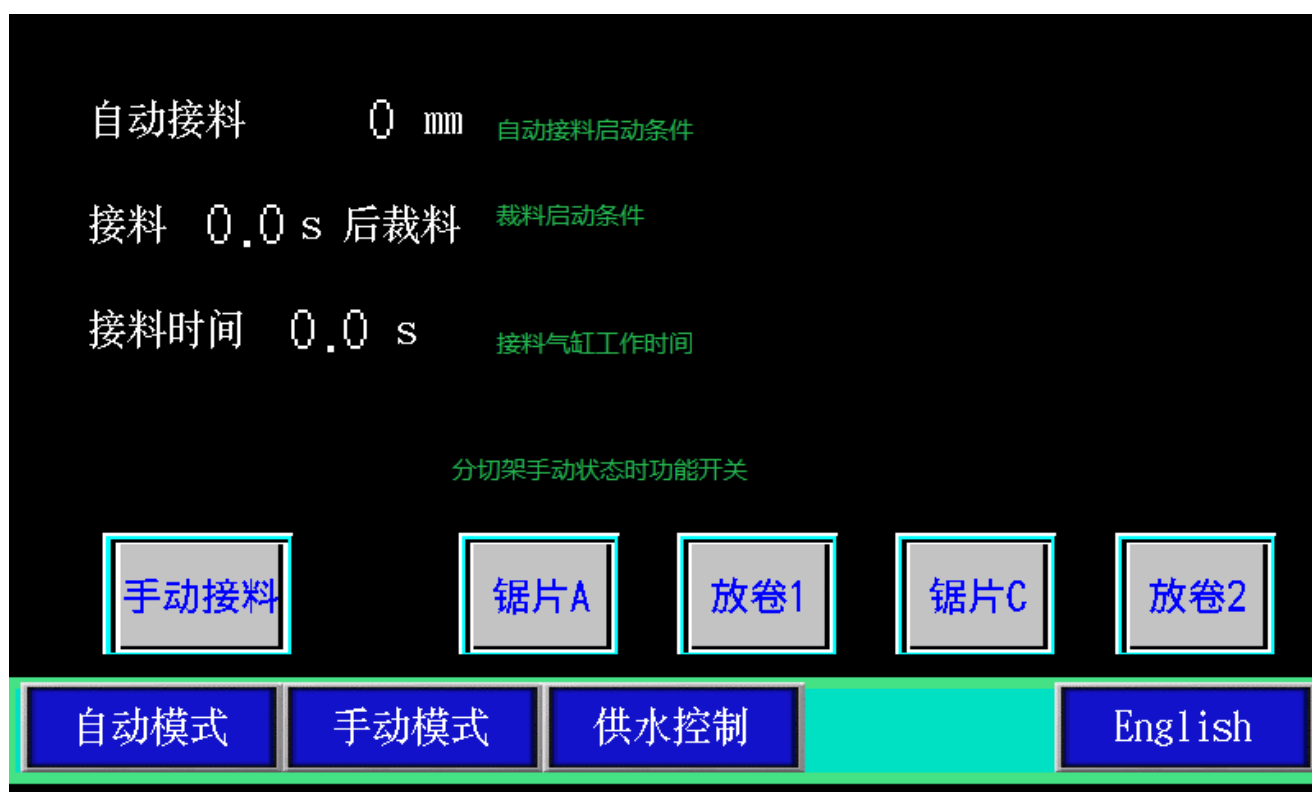 自动接料 0 mm 自动接料启动条件
接料 0.0 s 后裁料 裁料启动条件
接料时间 0.0 s 接料气缸工作时间
分切架手动状态时功能开关
手动接料 锯片A 放卷1 锯片C 放卷2
自动模式 手动模式 供水控制 English